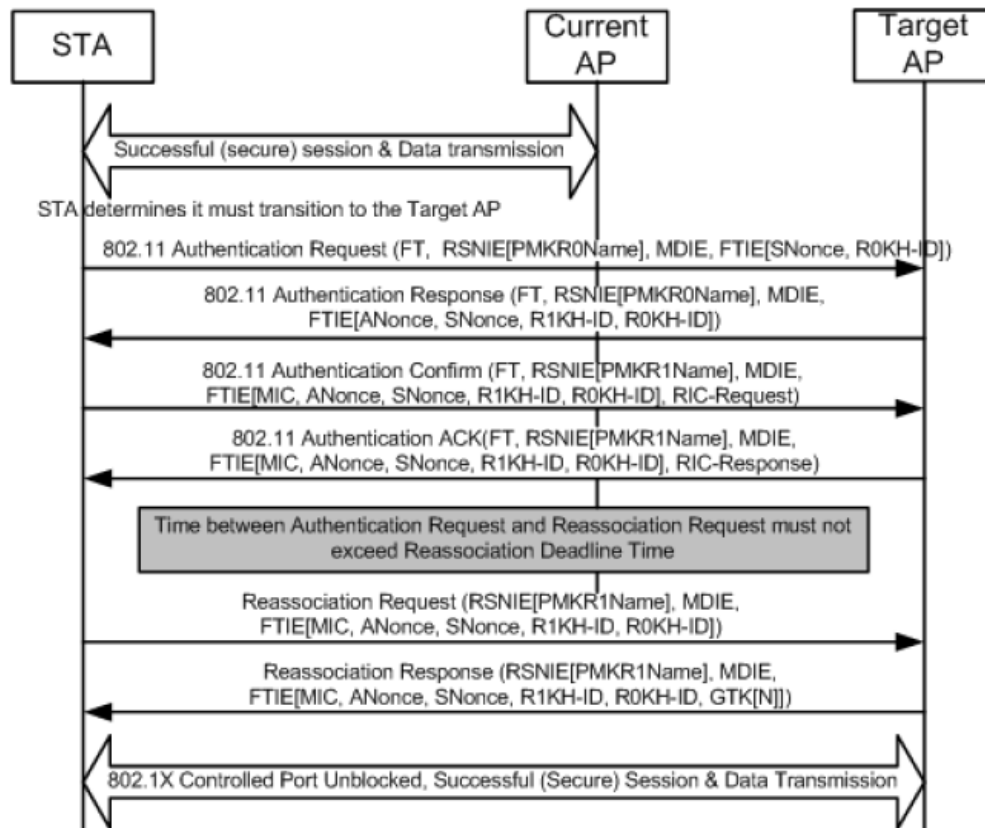 STA
Current
AP
Target
AP
Successful (secure) session & Data transmission
STA determines it must transition to the Target AP
802.11 Authentication Request (FT, RSNIE[PMKR0Name], MDIE, FTIE[SNonce, R0KH-ID])
802.11 Authentication Response (FT, RSNIE[PMKR0Name], MDIE,
FTIE[ANonce, SNonce, R1KH-ID, R0KH-ID])
802.11 Authentication Confirm (FT, RSNIE[PMKR1Name], MDIE,
FTIE[MIC, ANonce, SNonce, R1KH-ID, R0KH-ID], RIC-Request)
802.11 Authentication ACK(FT, RSNIE[PMKR1Name], MDIE,
FTIE[MIC, ANonce, SNonce, R1KH-ID, R0KH-ID], RIC-Response)
Time between Authentication Request and Reassociation Request must not
exceed Reassociation Deadline Time
Reassociation Request (RSNIE[PMKR1Name], MDIE,
FTIE[MIC, ANonce, SNonce, R1KH-ID, R0KH-ID])
Reassociation Response (RSNIE[PMKR1Name], MDIE,
FTIE[MIC, ANonce, SNonce, R1KH-ID, R0KH-ID, GTK[N]])
802.1X Controlled Port Unblocked, Successful (Secure) Session & Data Transmission